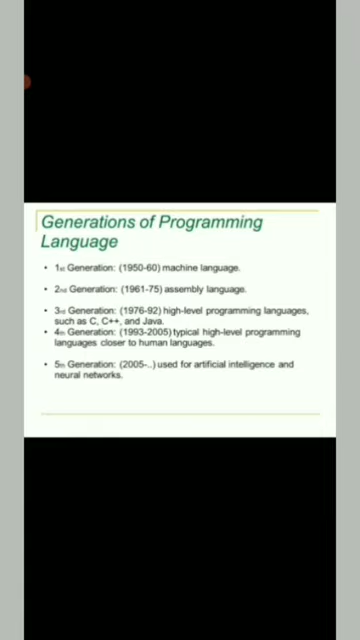 Generations of Programming
Language
• 1st Generation: (1950-60) machine language.
• 2nd Generation: (1961-75) assembly language.
• 3rd Generation: (1976-92) high-level programming languages,
such as C, C++, and Java.
• 4th Generation: (1993-2005) typical high-level programming
languages closer to human languages.
• 5th Generation: (2005-..) used for artificial intelligence and
neural networks.